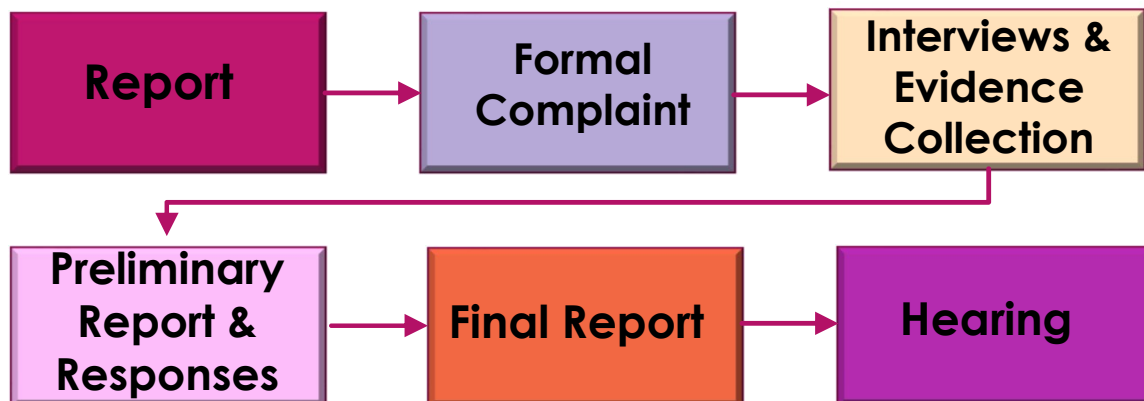 Report
Formal
Complaint
Interviews &
Evidence
Collection
Preliminary
Report &
Responses
Final Report
Hearing